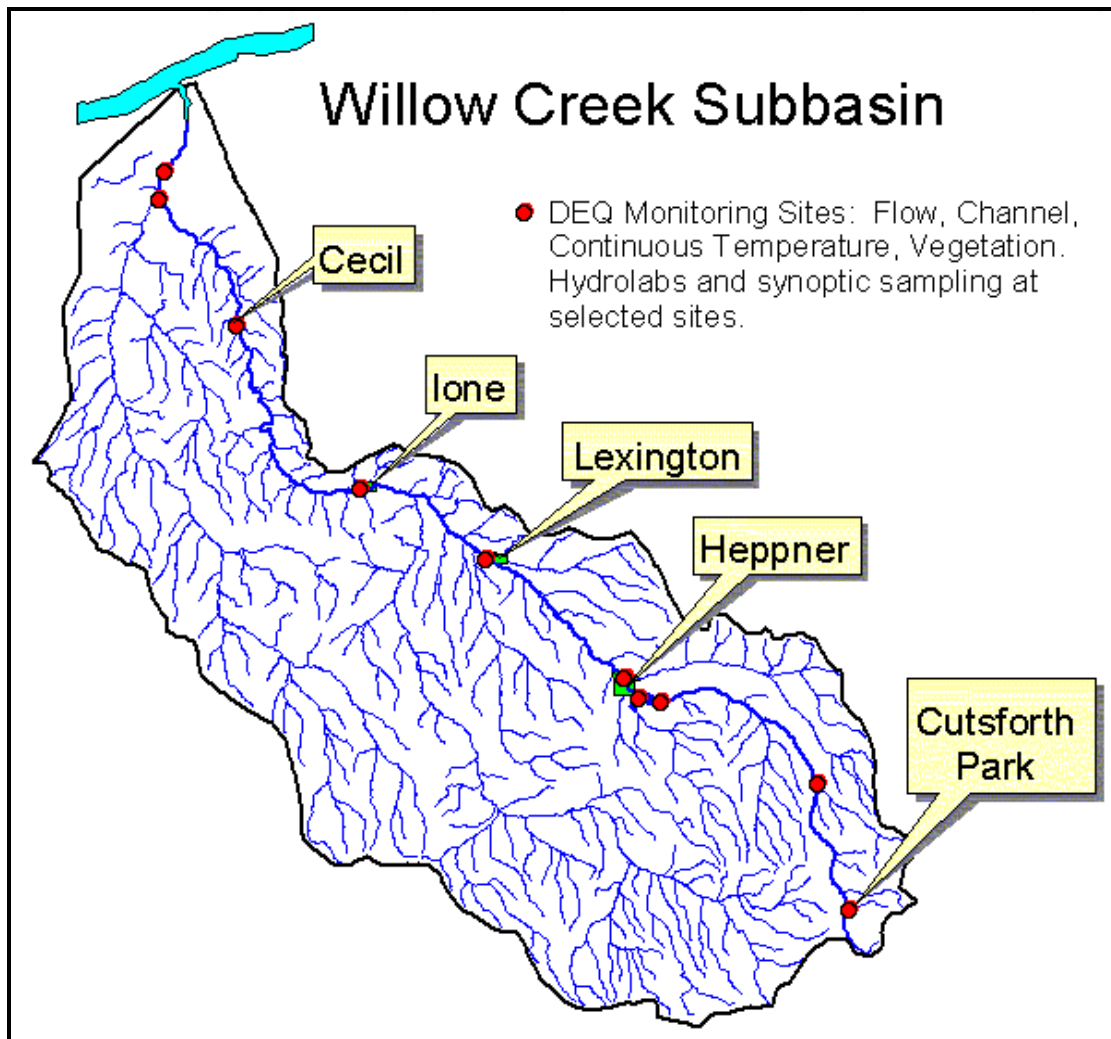 Willow Creek Subbasin
DEQ Monitoring Sites: Flow, Channel,
Continuous Temperature, Vegetation.
Hydrolabs and synoptic sampling at
selected sites.
Cecil
Ione
Lexington
Heppner
Cutsforth
Park